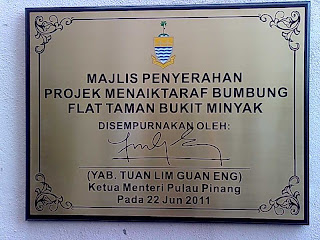 MAJLIS PENYERAHAN
PROJEK MENAIKTARAF BUMBUNG
FLAT TAMAN BUKIT MINYAK
DISEMPURNAKAN OLEH:
(YAB. TUAN LIM GUAN ENG)
Ketua Menteri Pulau Pinang
Pada 22 Jun 2011